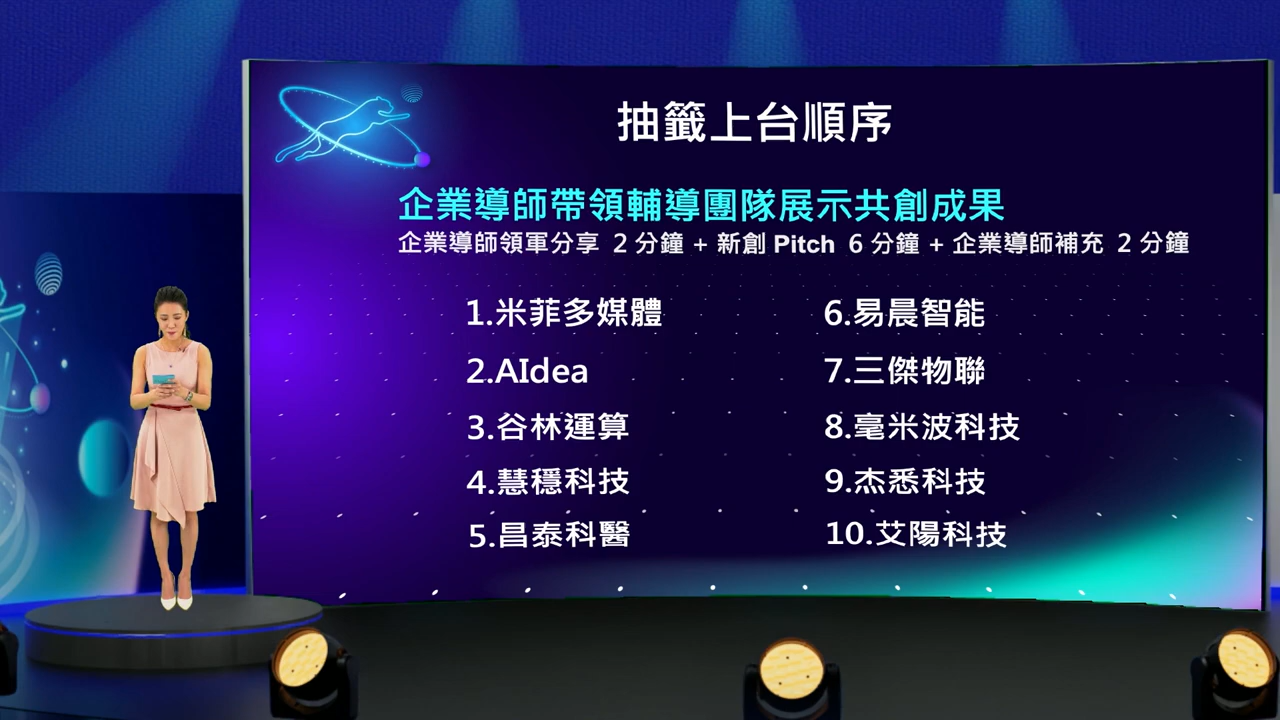 抽籤上台順序
企業導師帶領輔導團隊展示共創成果
企業導師領軍分享 2 分鐘 + 新創 Pitch 6 分鐘 + 企業導師補充 2 分鐘
1.米菲多媒體
2.AIdea
3.谷林運算
4.慧穩科技
5.昌泰科醫
6.易晨智能
7.三傑物聯
8.毫米波科技
9.杰悉科技
10.艾陽科技